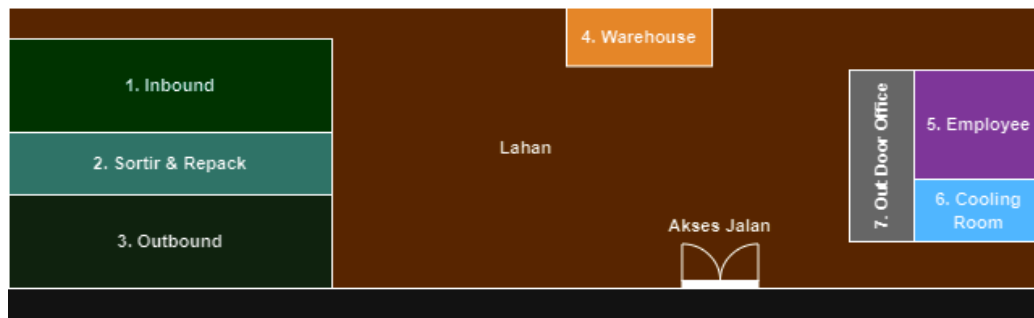 1. Inbound
2. Sortir & Repack
3. Outbound
Lahan
4. Warehouse
Akses Jalan
7. Out Door Office
5. Employee
6. Cooling
Room